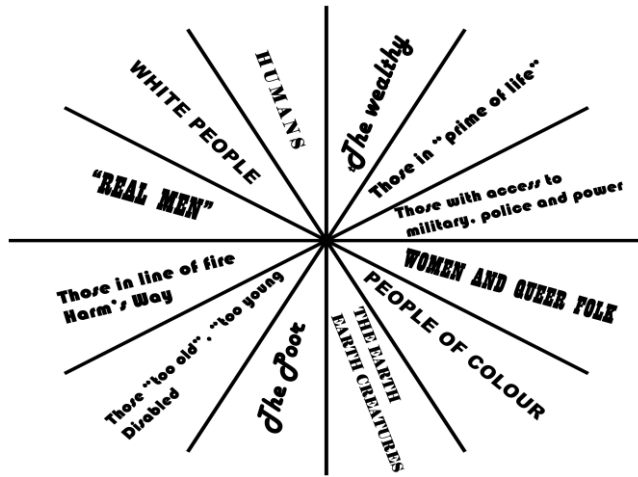 HUMANS
"The wealthy
WHITE PEOPLE
Those in "prime of life"
"REAL MEN"
Those with access to
military, police and power
Those in line of fire
Harm's Way
WOMEN AND QUEER FOLK
Those "too old". "too young
Disabled
The Poor
THE EARTH
EARTH CREATURES
PEOPLE OF COLOUR